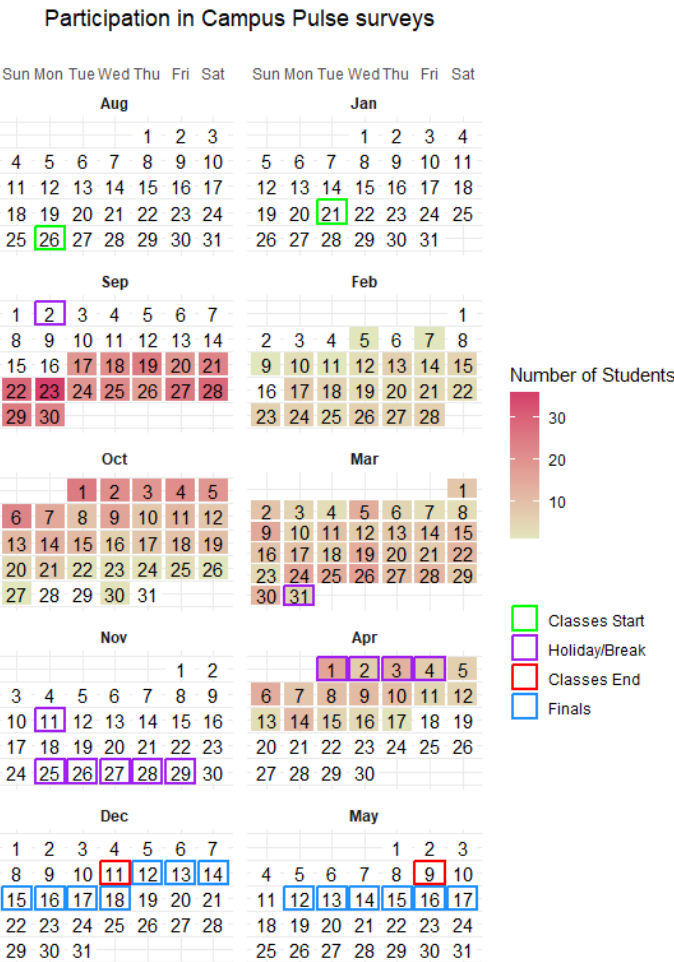 Participation in Campus Pulse surveys
Sun Mon Tue Wed Thu Fri Sat
Aug
1 2 3
4 5 6 7 8 9 10
11 12 13 14 15 16 17
18 19 20 21 22 23 24
25 26 27 28 29 30 31
Sep
1 2 3 4 5 6 7
8 9 10 11 12 13 14
15 16 17 18 19 20 21
22 23 24 25 26 27 28
29 30
Oct
1 2 3 4 5
6 7 8 9 10 11 12
13 14 15 16 17 18 19
20 21 22 23 24 25 26
27 28 29 30 31
Nov
1 2
3 4 5 6 7 8 9
10 11 12 13 14 15 16
17 18 19 20 21 22 23
24 25 26 27 28 29 30
Dec
1 2 3 4 5 6 7
8 9 10 11 12 13 14
15 16 17 18 19 20 21
22 23 24 25 26 27 28
29 30 31
Sun Mon Tue Wed Thu Fri Sat
Jan
1 2 3 4
5 6 7 8 9 10 11
12 13 14 15 16 17 18
19 20 21 22 23 24 25
26 27 28 29 30 31
Feb
1
2 3 4 5 6 7 8
9 10 11 12 13 14 15
16 17 18 19 20 21 22
23 24 25 26 27 28
Mar
1
2 3 4 5 6 7 8
9 10 11 12 13 14 15
16 17 18 19 20 21 22
23 24 25 26 27 28 29
30 31
Apr
1 2 3 4 5
6 7 8 9 10 11 12
13 14 15 16 17 18 19
20 21 22 23 24 25 26
27 28 29 30
May
1 2 3
4 5 6 7 8 9 10
11 12 13 14 15 16 17
18 19 20 21 22 23 24
25 26 27 28 29 30 31
Number of Students
30
20
10
Classes Start
Holiday/Break
Classes End
Finals